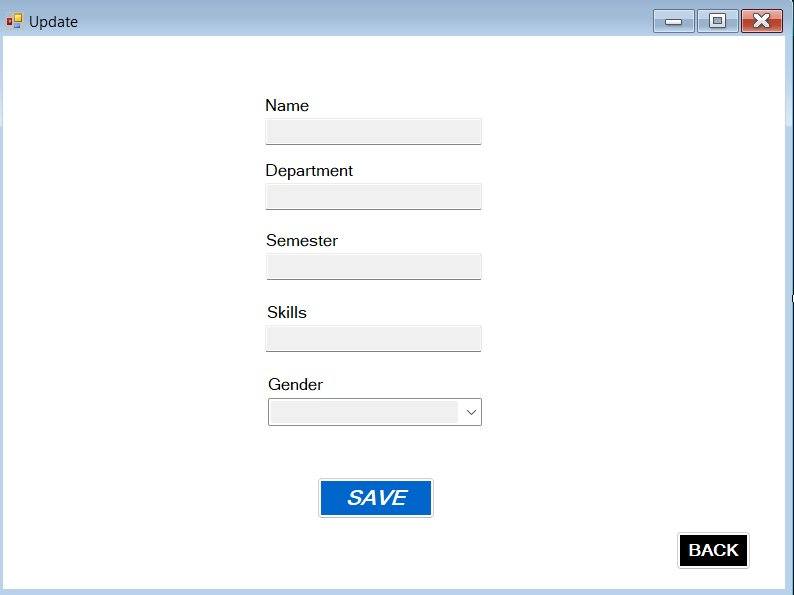 Update
Name
Department
Semester
Skills
Gender
SAVE
BACK